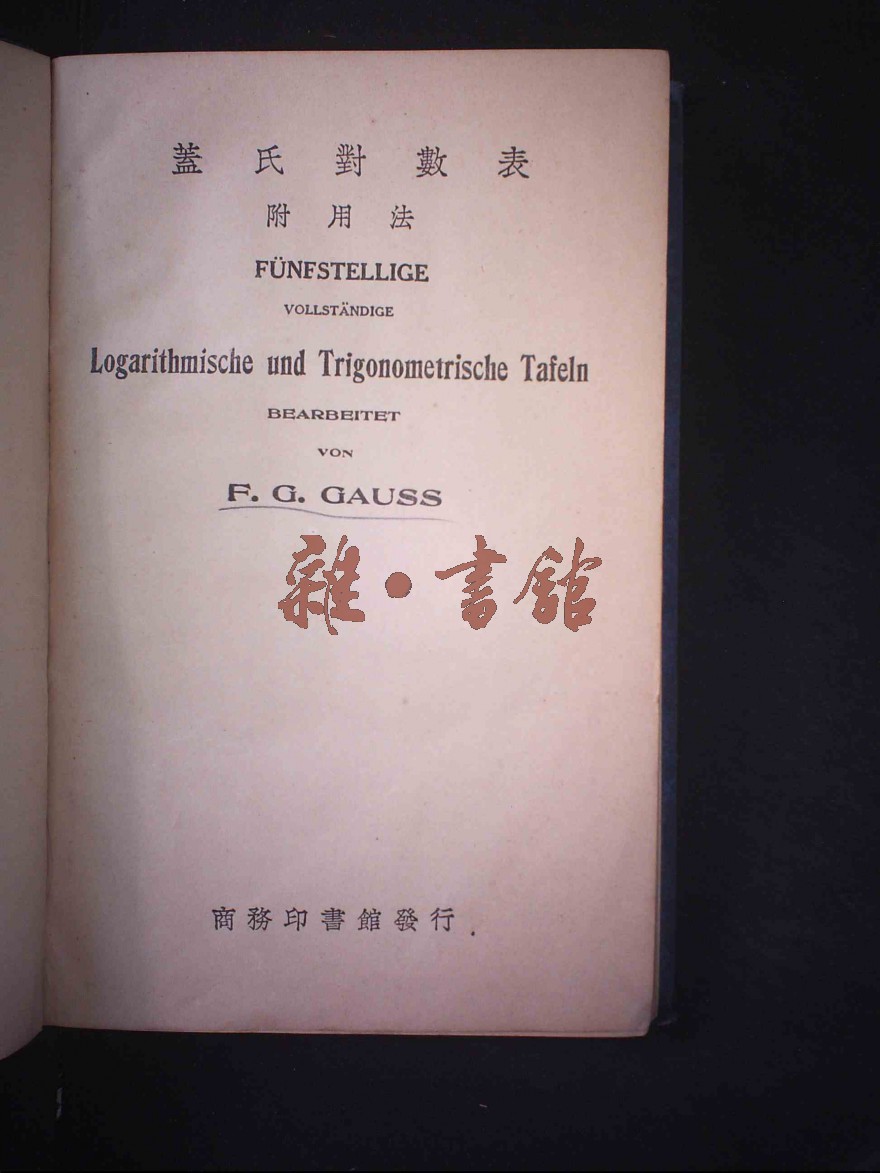 蓋氏對數表
附用法
FÜNFSTELLIGE
VOLLSTÄNDIGE
Logarithmische und Trigonometrische Tafeln
BEARBEITET
VON
F. G. GAUSS
雜·書館
商務印書館發行